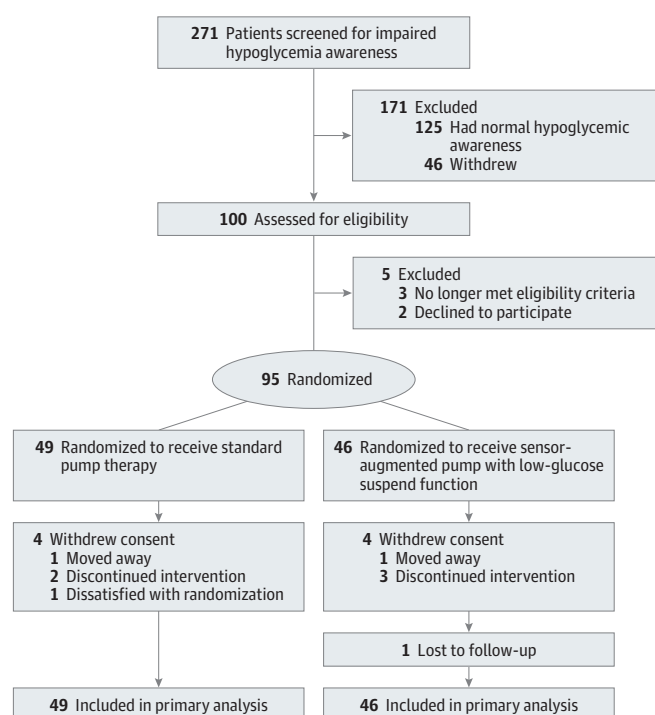 271 Patients screened for impaired
hypoglycemia awareness
171 Excluded
125 Had normal hypoglycemic
awareness
46 Withdrew
100 Assessed for eligibility
5 Excluded
3 No longer met eligibility criteria
2 Declined to participate
95 Randomized
49 Randomized to receive standard
pump therapy
46 Randomized to receive sensor-
augmented pump with low-glucose
suspend function
4 Withdrew consent
1 Moved away
2 Discontinued intervention
1 Dissatisfied with randomization
4 Withdrew consent
1 Moved away
3 Discontinued intervention
1 Lost to follow-up
49 Included in primary analysis
46 Included in primary analysis